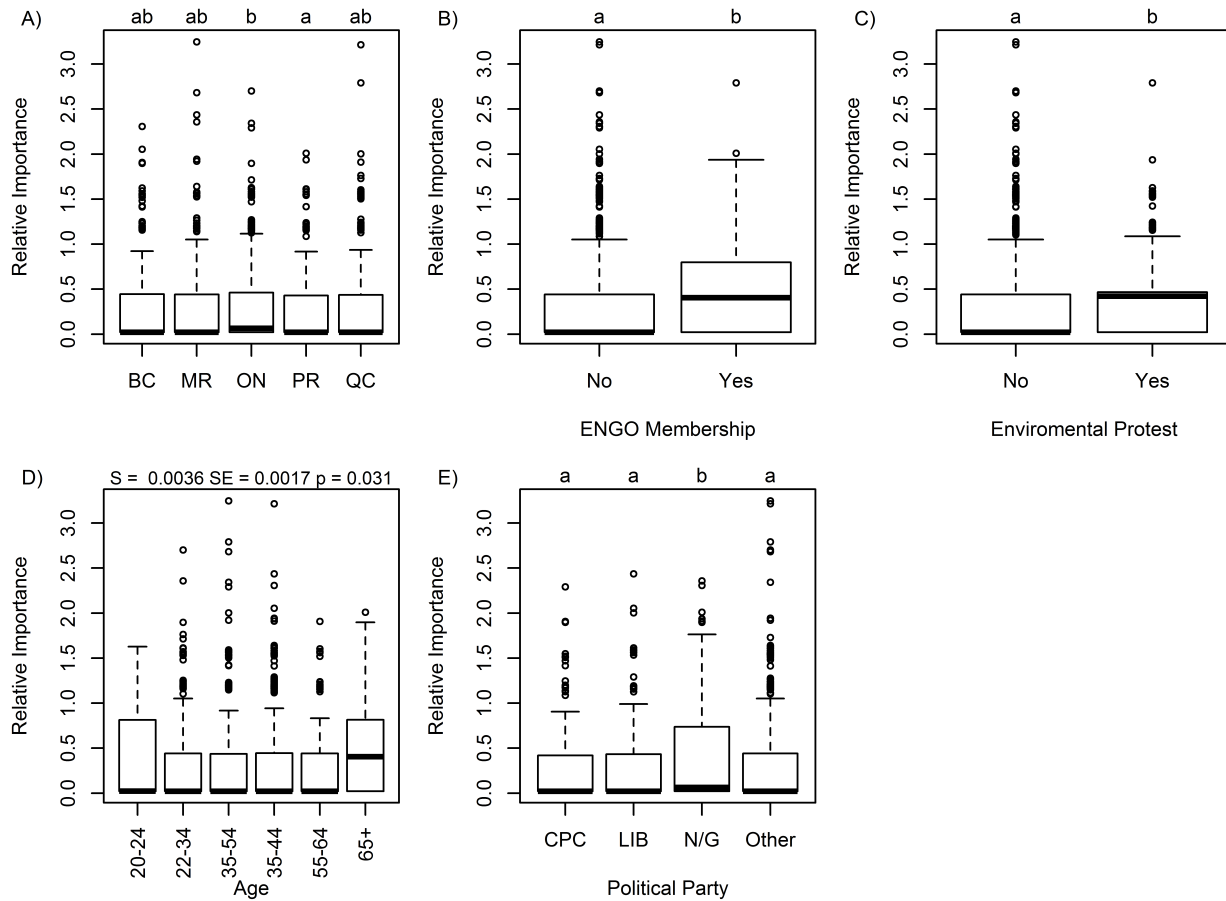 A)
ab ab b a ab
Relative Importance
0.0 0.5 1.0 1.5 2.0 2.5 3.0
BC MR ON PR QC
B)
a b
Relative Importance
0.0 0.5 1.0 1.5 2.0 2.5 3.0
No Yes
ENGO Membership
C)
a b
Relative Importance
0.0 0.5 1.0 1.5 2.0 2.5 3.0
No Yes
Enviromental Protest
D)
S = 0.0036 SE = 0.0017 p = 0.031
Relative Importance
0.0 0.5 1.0 1.5 2.0 2.5 3.0
20-24 22-34 35-54 35-44 55-64 65+
Age
E)
a a b a
Relative Importance
0.0 0.5 1.0 1.5 2.0 2.5 3.0
CPC LIB N/G Other
Political Party